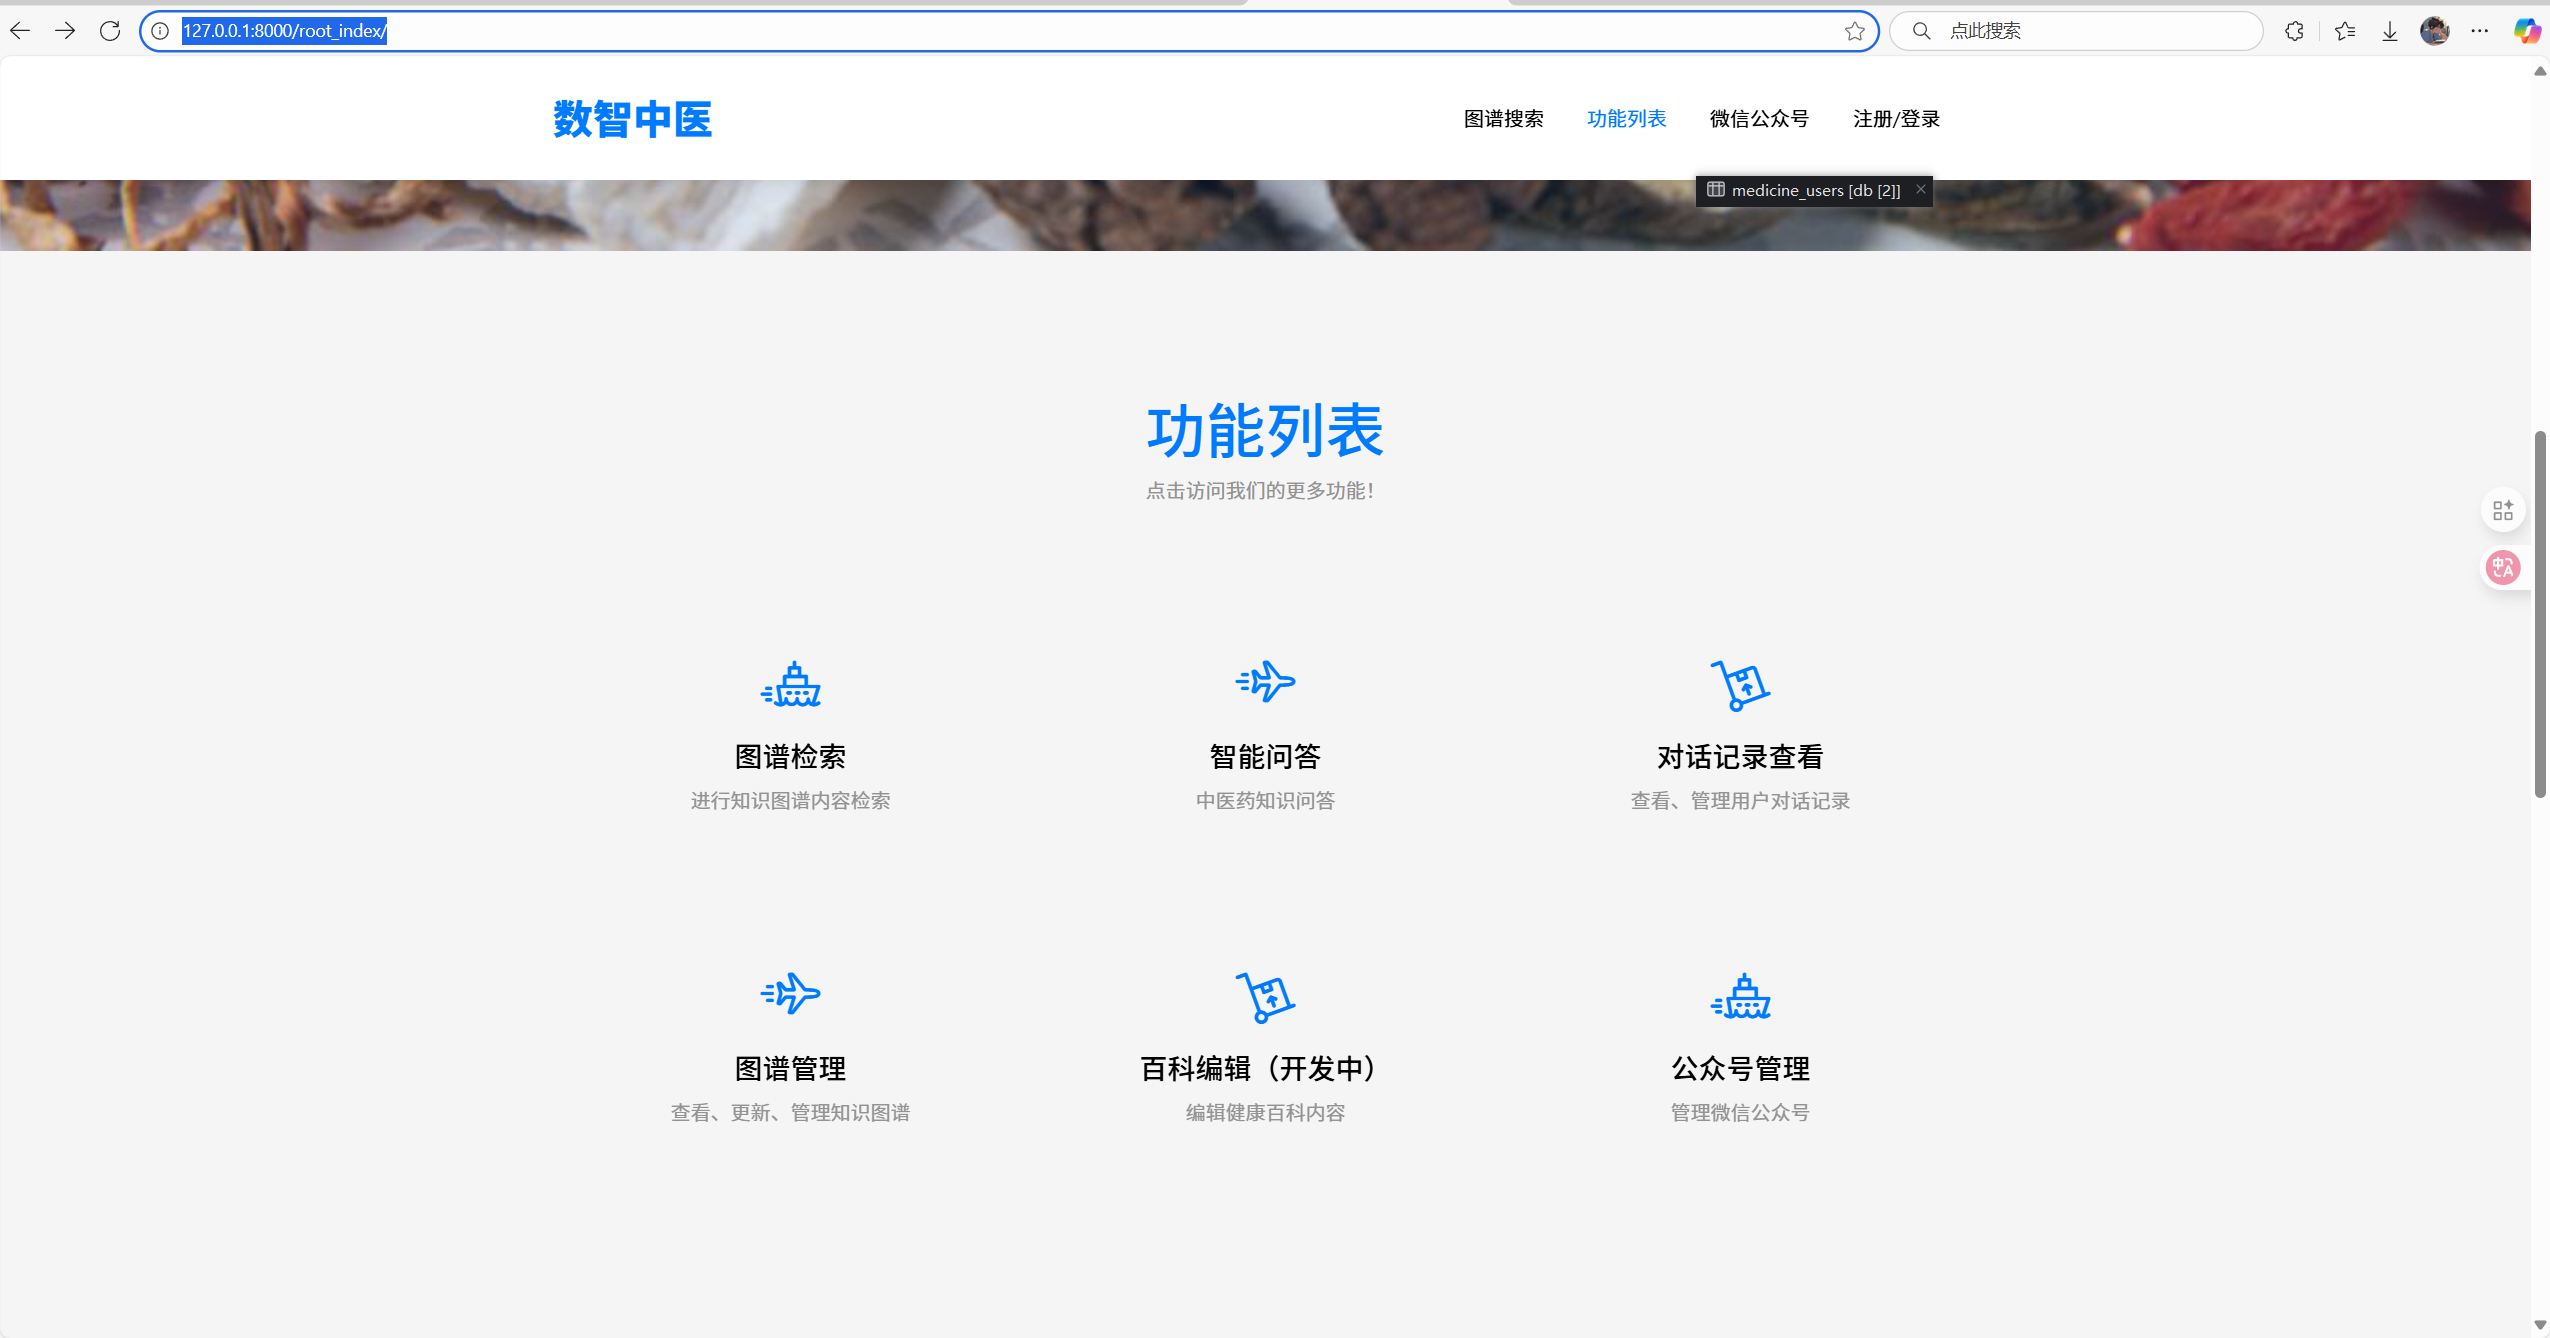 127.0.0.1:8000/root_index/
点此搜索
数智中医
图谱搜索 功能列表 微信公众号 注册/登录
medicine_users [db [2]]
功能列表
点击访问我们的更多功能！
图谱检索
进行知识图谱内容检索
智能问答
中医药知识问答
对话记录查看
查看、管理用户对话记录
图谱管理
查看、更新、管理知识图谱
百科编辑（开发中）
编辑健康百科内容
公众号管理
管理微信公众号
中A